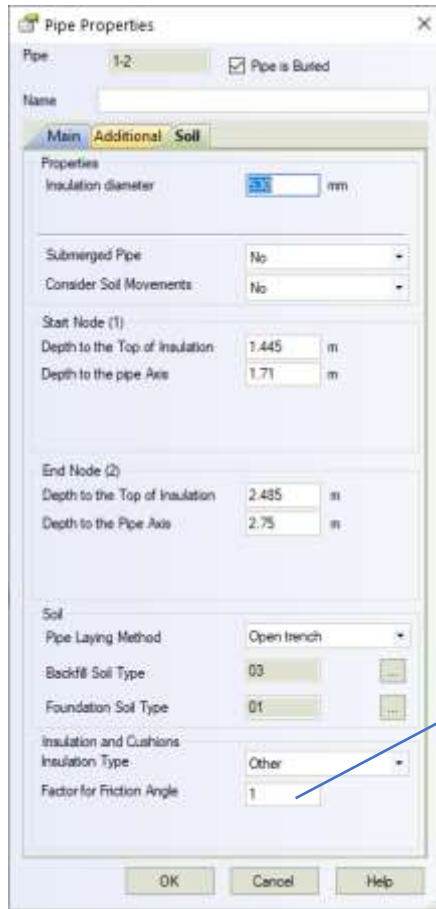 Pipe Properties
Pipe 1-2 Pipe is Buried
Name
Main Additional Soil
Properties
Insulation diameter 530 mm
Submerged Pipe No
Consider Soil Movements No
Start Node (1)
Depth to the Top of Insulation 1.445 m
Depth to the pipe Axis 1.71 m
End Node (2)
Depth to the Top of Insulation 2.485 m
Depth to the Pipe Axis 2.75 m
Soil
Pipe Laying Method Open trench
Backfill Soil Type 03 ...
Foundation Soil Type 01 ...
Insulation and Cushions
Insulation Type Other
Factor for Friction Angle 1
OK Cancel Help